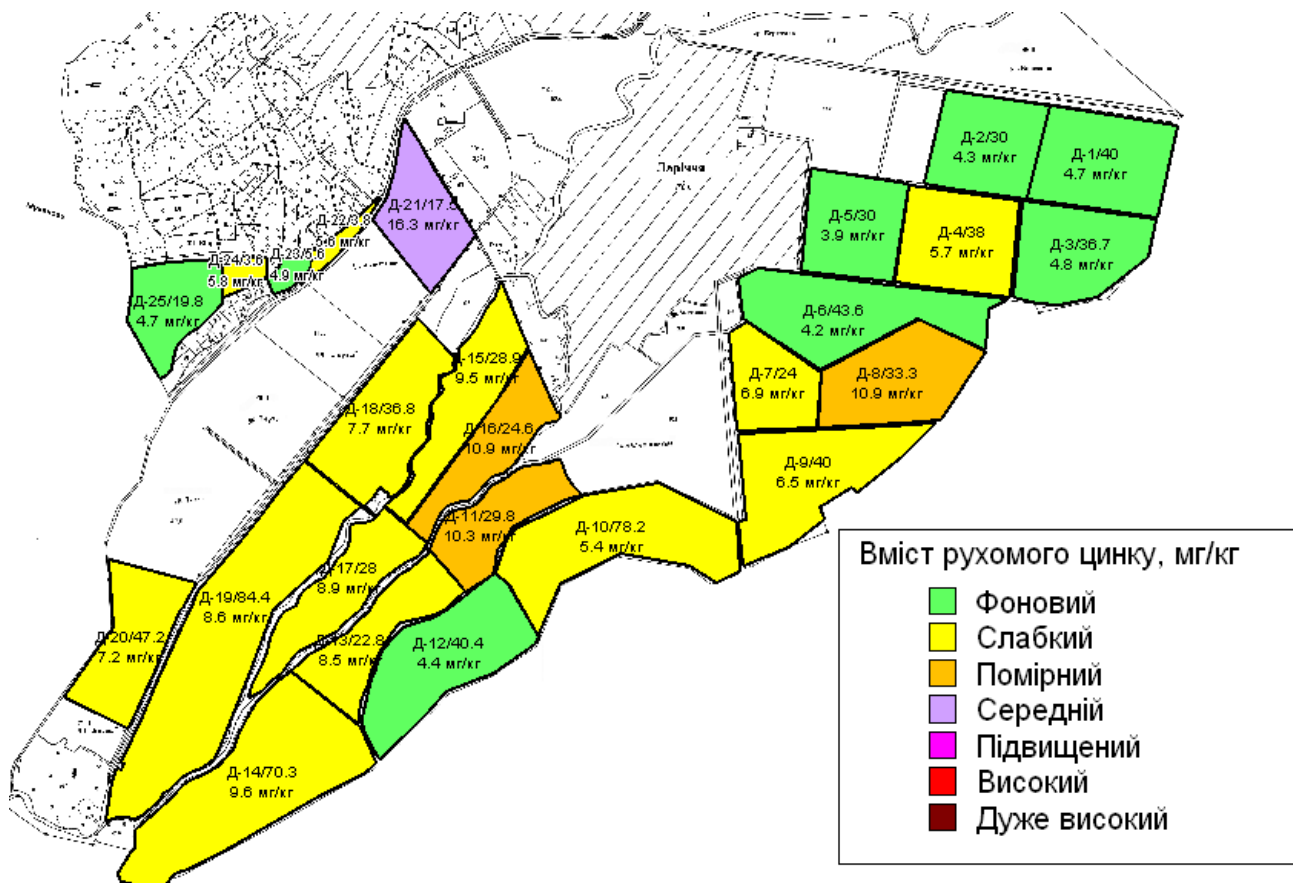 Заріччя
Д-2/30
4.3 мг/кг
Д-1/40
4.7 мг/кг
Д-5/30
3.9 мг/кг
Д-4/38
5.7 мг/кг
Д-3/36.7
4.8 мг/кг
Д-21/17.5
16.3 мг/кг
Д-22/3.8
5.6 мг/кг
Д-23/5.6
4.9 мг/кг
Д-24/3.6
5.8 мг/кг
Д-25/19.8
4.7 мг/кг
Д-6/43.6
4.2 мг/кг
Д-7/24
6.9 мг/кг
Д-8/33.3
10.9 мг/кг
Д-15/28.9
9.5 мг/кг
Д-18/36.8
7.7 мг/кг
Д-16/24.6
10.9 мг/кг
Д-9/40
6.5 мг/кг
Д-11/29.8
10.3 мг/кг
Д-10/78.2
5.4 мг/кг
Д-17/28
8.9 мг/кг
Д-19/84.4
8.6 мг/кг
Д-20/47.2
7.2 мг/кг
Д-13/22.8
8.5 мг/кг
Д-12/40.4
4.4 мг/кг
Д-14/70.3
9.6 мг/кг
Вміст рухомого цинку, мг/кг
Фоновий
Слабкий
Помірний
Середній
Підвищений
Високий
Дуже високий